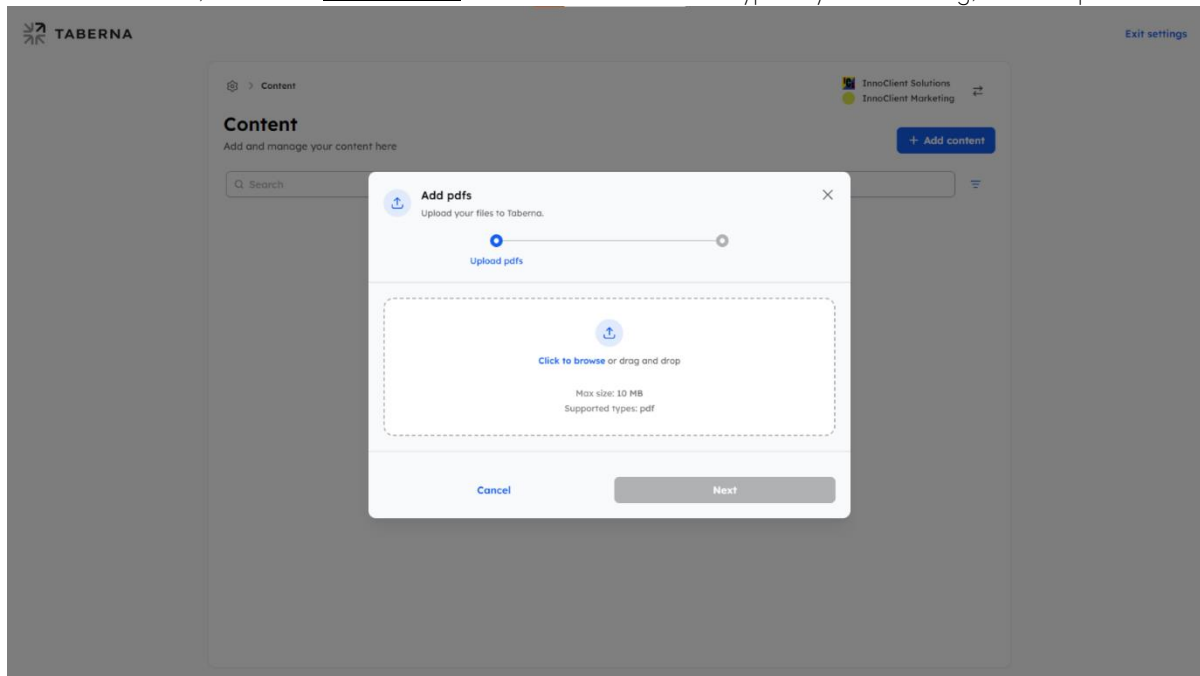 TABERNA
Exit settings
Content
InnoClient Solutions
InnoClient Marketing
Content
Add and manage your content here
+ Add content
Search
Add pdfs
Upload your files to Taberna.
Upload pdfs
Click to browse or drag and drop
Max size: 10 MB
Supported types: pdf
Cancel
Next